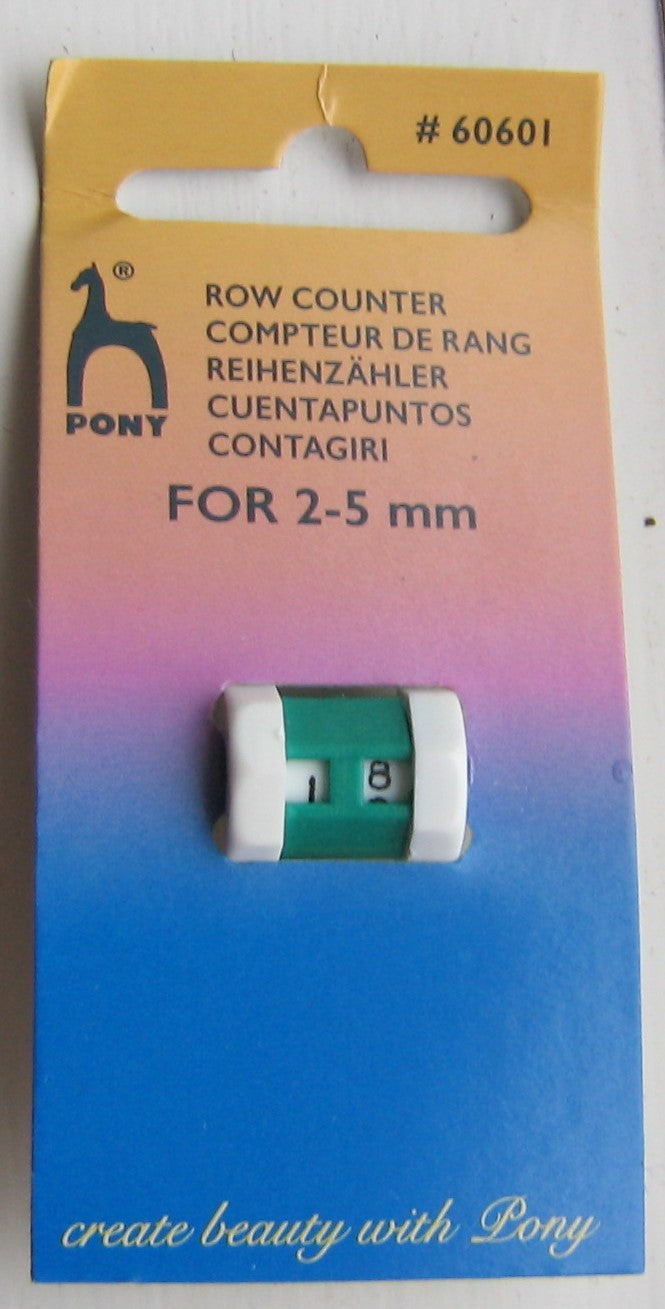 # 60601
®
PONY
ROW COUNTER
COMPTEUR DE RANG
REIHENZÄHLER
CUENTAPUNTOS
CONTAGIRI
FOR 2-5 mm
1 8
create beauty with Pony